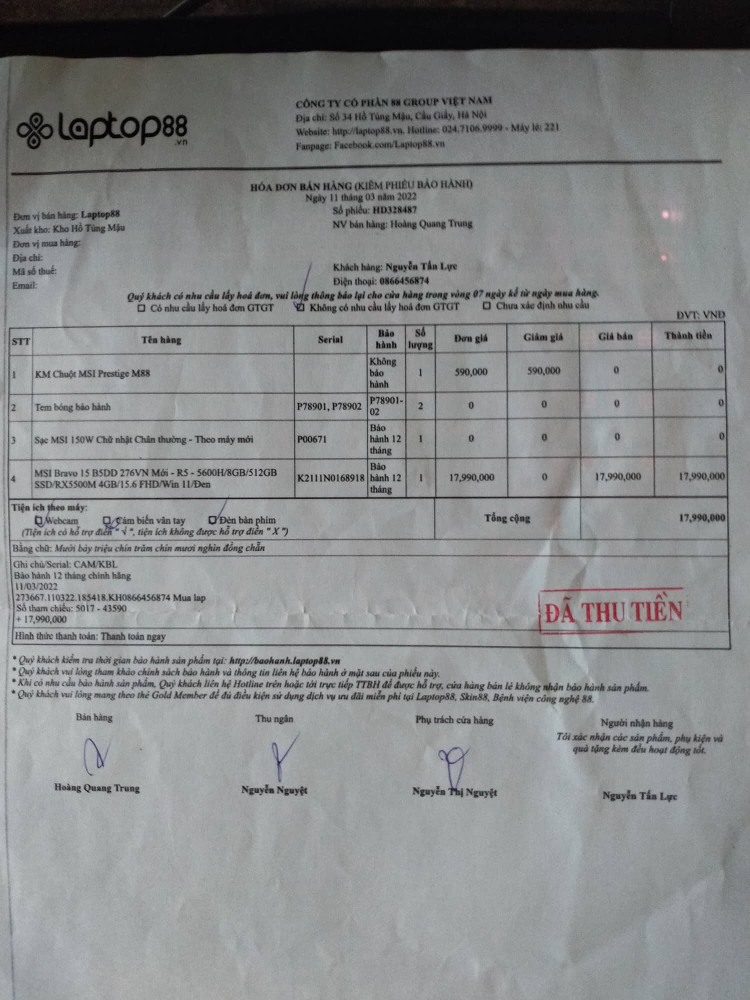 Laptop88
.vn
CÔNG TY CỔ PHẦN 88 GROUP VIỆT NAM
Địa chỉ: Số 34 Hồ Tùng Mậu, Cầu Giấy, Hà Nội
Website: http://laptop88.vn. Hotline: 024.7106.9999 - Máy lẻ: 221
Fanpage: Facebook.com/Laptop88.vn
HÓA ĐƠN BÁN HÀNG (KIÊM PHIẾU BẢO HÀNH)
Ngày 11 tháng 03 năm 2022
Số phiếu: HD328487
NV bán hàng: Hoàng Quang Trung
Đơn vị bán hàng: Laptop88
Xuất kho: Kho Hồ Tùng Mậu
Đơn vị mua hàng:
Địa chỉ:
Mã số thuế:
Email:
Khách hàng: Nguyễn Tấn Lực
Điện thoại: 0866456874
Quý khách có nhu cầu lấy hoá đơn, vui lòng thông báo lại cho cửa hàng trong vòng 07 ngày kể từ ngày mua hàng.
☐ Có nhu cầu lấy hoá đơn GTGT ☑ Không có nhu cầu lấy hoá đơn GTGT ☐ Chưa xác định nhu cầu
ĐVT: VNĐ
STT Tên hàng Serial Bảo hành Số lượng Đơn giá Giảm giá Giá bán Thành tiền
1 KM Chuột MSI Prestige M88 Không bảo hành 1 590,000 590,000 0 0
2 Tem bóng bảo hành P78901, P78902 P78901-02 2 0 0 0 0
3 Sạc MSI 150W Chữ nhật Chân thường - Theo máy mới P00671 Bảo hành 12 tháng 1 0 0 0 0
4 MSI Bravo 15 B5DD 276VN Mới - R5 - 5600H/8GB/512GB SSD/RX5500M 4GB/15.6 FHD/Win 11/Đen K2111N0168918 Bảo hành 12 tháng 1 17,990,000 0 17,990,000 17,990,000
Tiện ích theo máy:
Webcam Cảm biến vân tay Đèn bàn phím
(Tiện ích có hỗ trợ điền " √ ", tiện ích không được hỗ trợ điền " X ")
Tổng cộng 17,990,000
Bằng chữ: Mười bảy triệu chín trăm chín mươi nghìn đồng chẵn
Ghi chú/Serial: CAM/KBL
Bảo hành 12 tháng chính hãng
11/03/2022
273667.110322.185418.KH0866456874 Mua lap
Số tham chiếu: 5017 - 43590
+ 17,990,000
ĐÃ THU TIỀN
Hình thức thanh toán: Thanh toán ngay
* Quý khách kiểm tra thời gian bảo hành sản phẩm tại: http://baohanh.laptop88.vn
* Quý khách vui lòng tham khảo chính sách bảo hành và thông tin liên hệ bảo hành ở mặt sau của phiếu này.
* Khi có nhu cầu bảo hành sản phẩm, Quý khách liên hệ Hotline trên hoặc tới trực tiếp TTBH để được hỗ trợ, cửa hàng bán lẻ không nhận bảo hành sản phẩm.
* Quý khách vui lòng mang theo thẻ Gold Member để đủ điều kiện sử dụng dịch vụ ưu đãi miễn phí tại Laptop88, Skin88, Bệnh viện công nghệ 88.
Bán hàng Thu ngân Phụ trách cửa hàng Người nhận hàng
Tôi xác nhận các sản phẩm, phụ kiện và
quà tặng kèm đều hoạt động tốt.
Hoàng Quang Trung Nguyễn Nguyệt Nguyễn Thị Nguyệt Nguyễn Tấn Lực